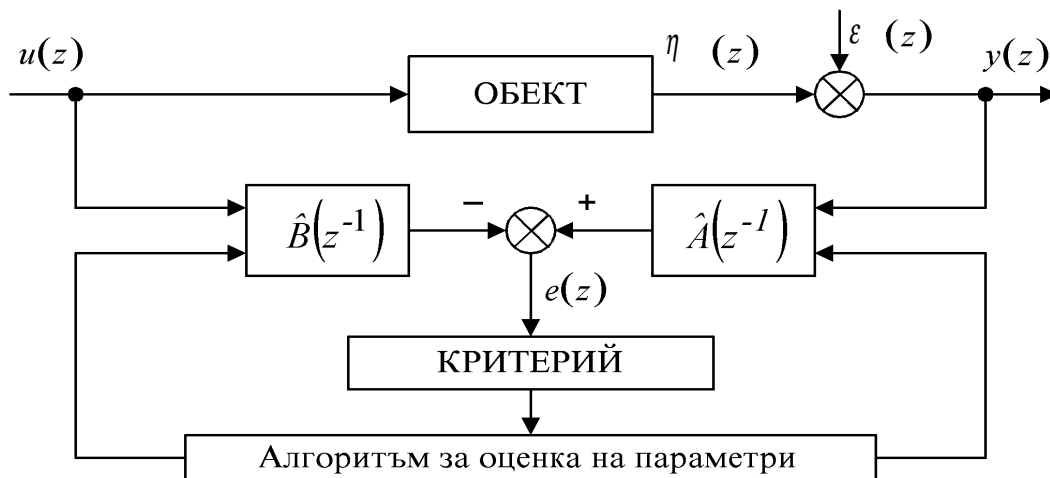 u(z)
ОБЕКТ
η (z)
ε (z)
y(z)
B̂(z⁻¹)
−
+
Â(z⁻¹)
e(z)
КРИТЕРИЙ
Алгоритъм за оценка на параметри